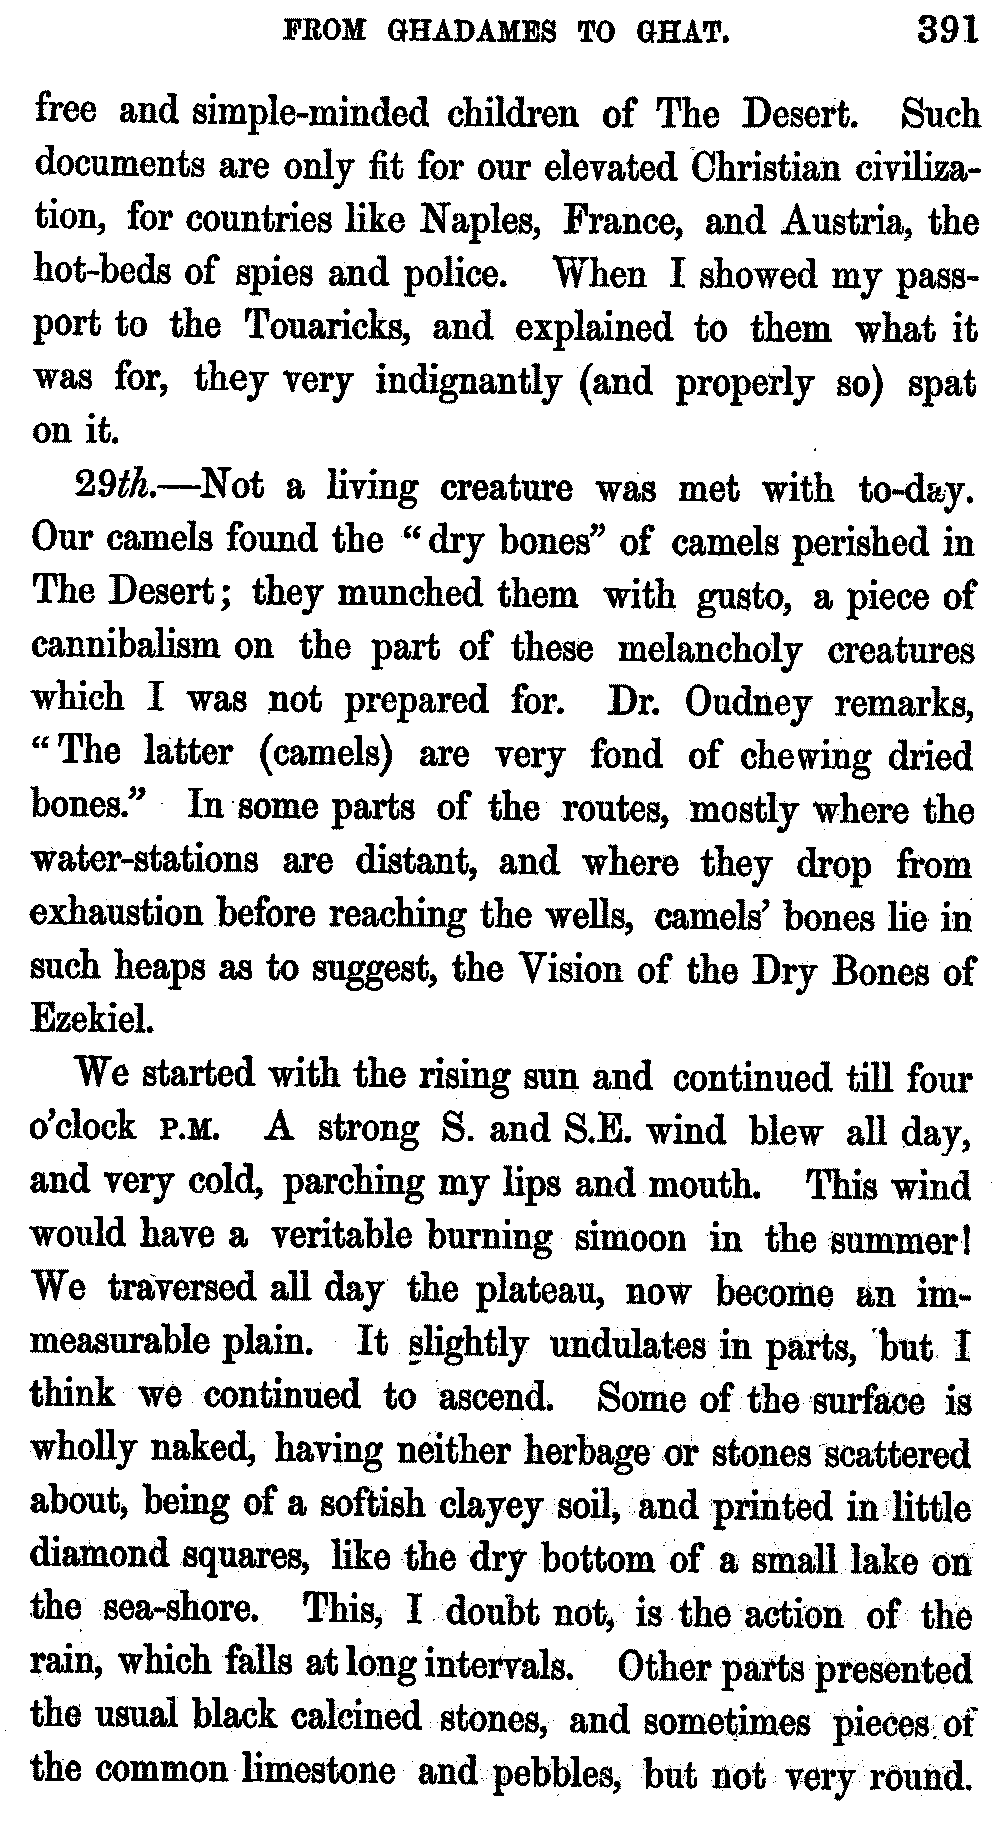 FROM GHADAMES TO GHAT. 391
free and simple-minded children of The Desert. Such
documents are only fit for our elevated Christian civiliza-
tion, for countries like Naples, France, and Austria, the
hot-beds of spies and police. When I showed my pass-
port to the Touaricks, and explained to them what it
was for, they very indignantly (and properly so) spat
on it.
29th.—Not a living creature was met with to-day.
Our camels found the "dry bones" of camels perished in
The Desert; they munched them with gusto, a piece of
cannibalism on the part of these melancholy creatures
which I was not prepared for. Dr. Oudney remarks,
"The latter (camels) are very fond of chewing dried
bones." In some parts of the routes, mostly where the
water-stations are distant, and where they drop from
exhaustion before reaching the wells, camels' bones lie in
such heaps as to suggest, the Vision of the Dry Bones of
Ezekiel.
We started with the rising sun and continued till four
o'clock P.M. A strong S. and S.E. wind blew all day,
and very cold, parching my lips and mouth. This wind
would have a veritable burning simoon in the summer!
We traversed all day the plateau, now become an im-
measurable plain. It slightly undulates in parts, but I
think we continued to ascend. Some of the surface is
wholly naked, having neither herbage or stones scattered
about, being of a softish clayey soil, and printed in little
diamond squares, like the dry bottom of a small lake on
the sea-shore. This, I doubt not, is the action of the
rain, which falls at long intervals. Other parts presented
the usual black calcined stones, and sometimes pieces of
the common limestone and pebbles, but not very round.